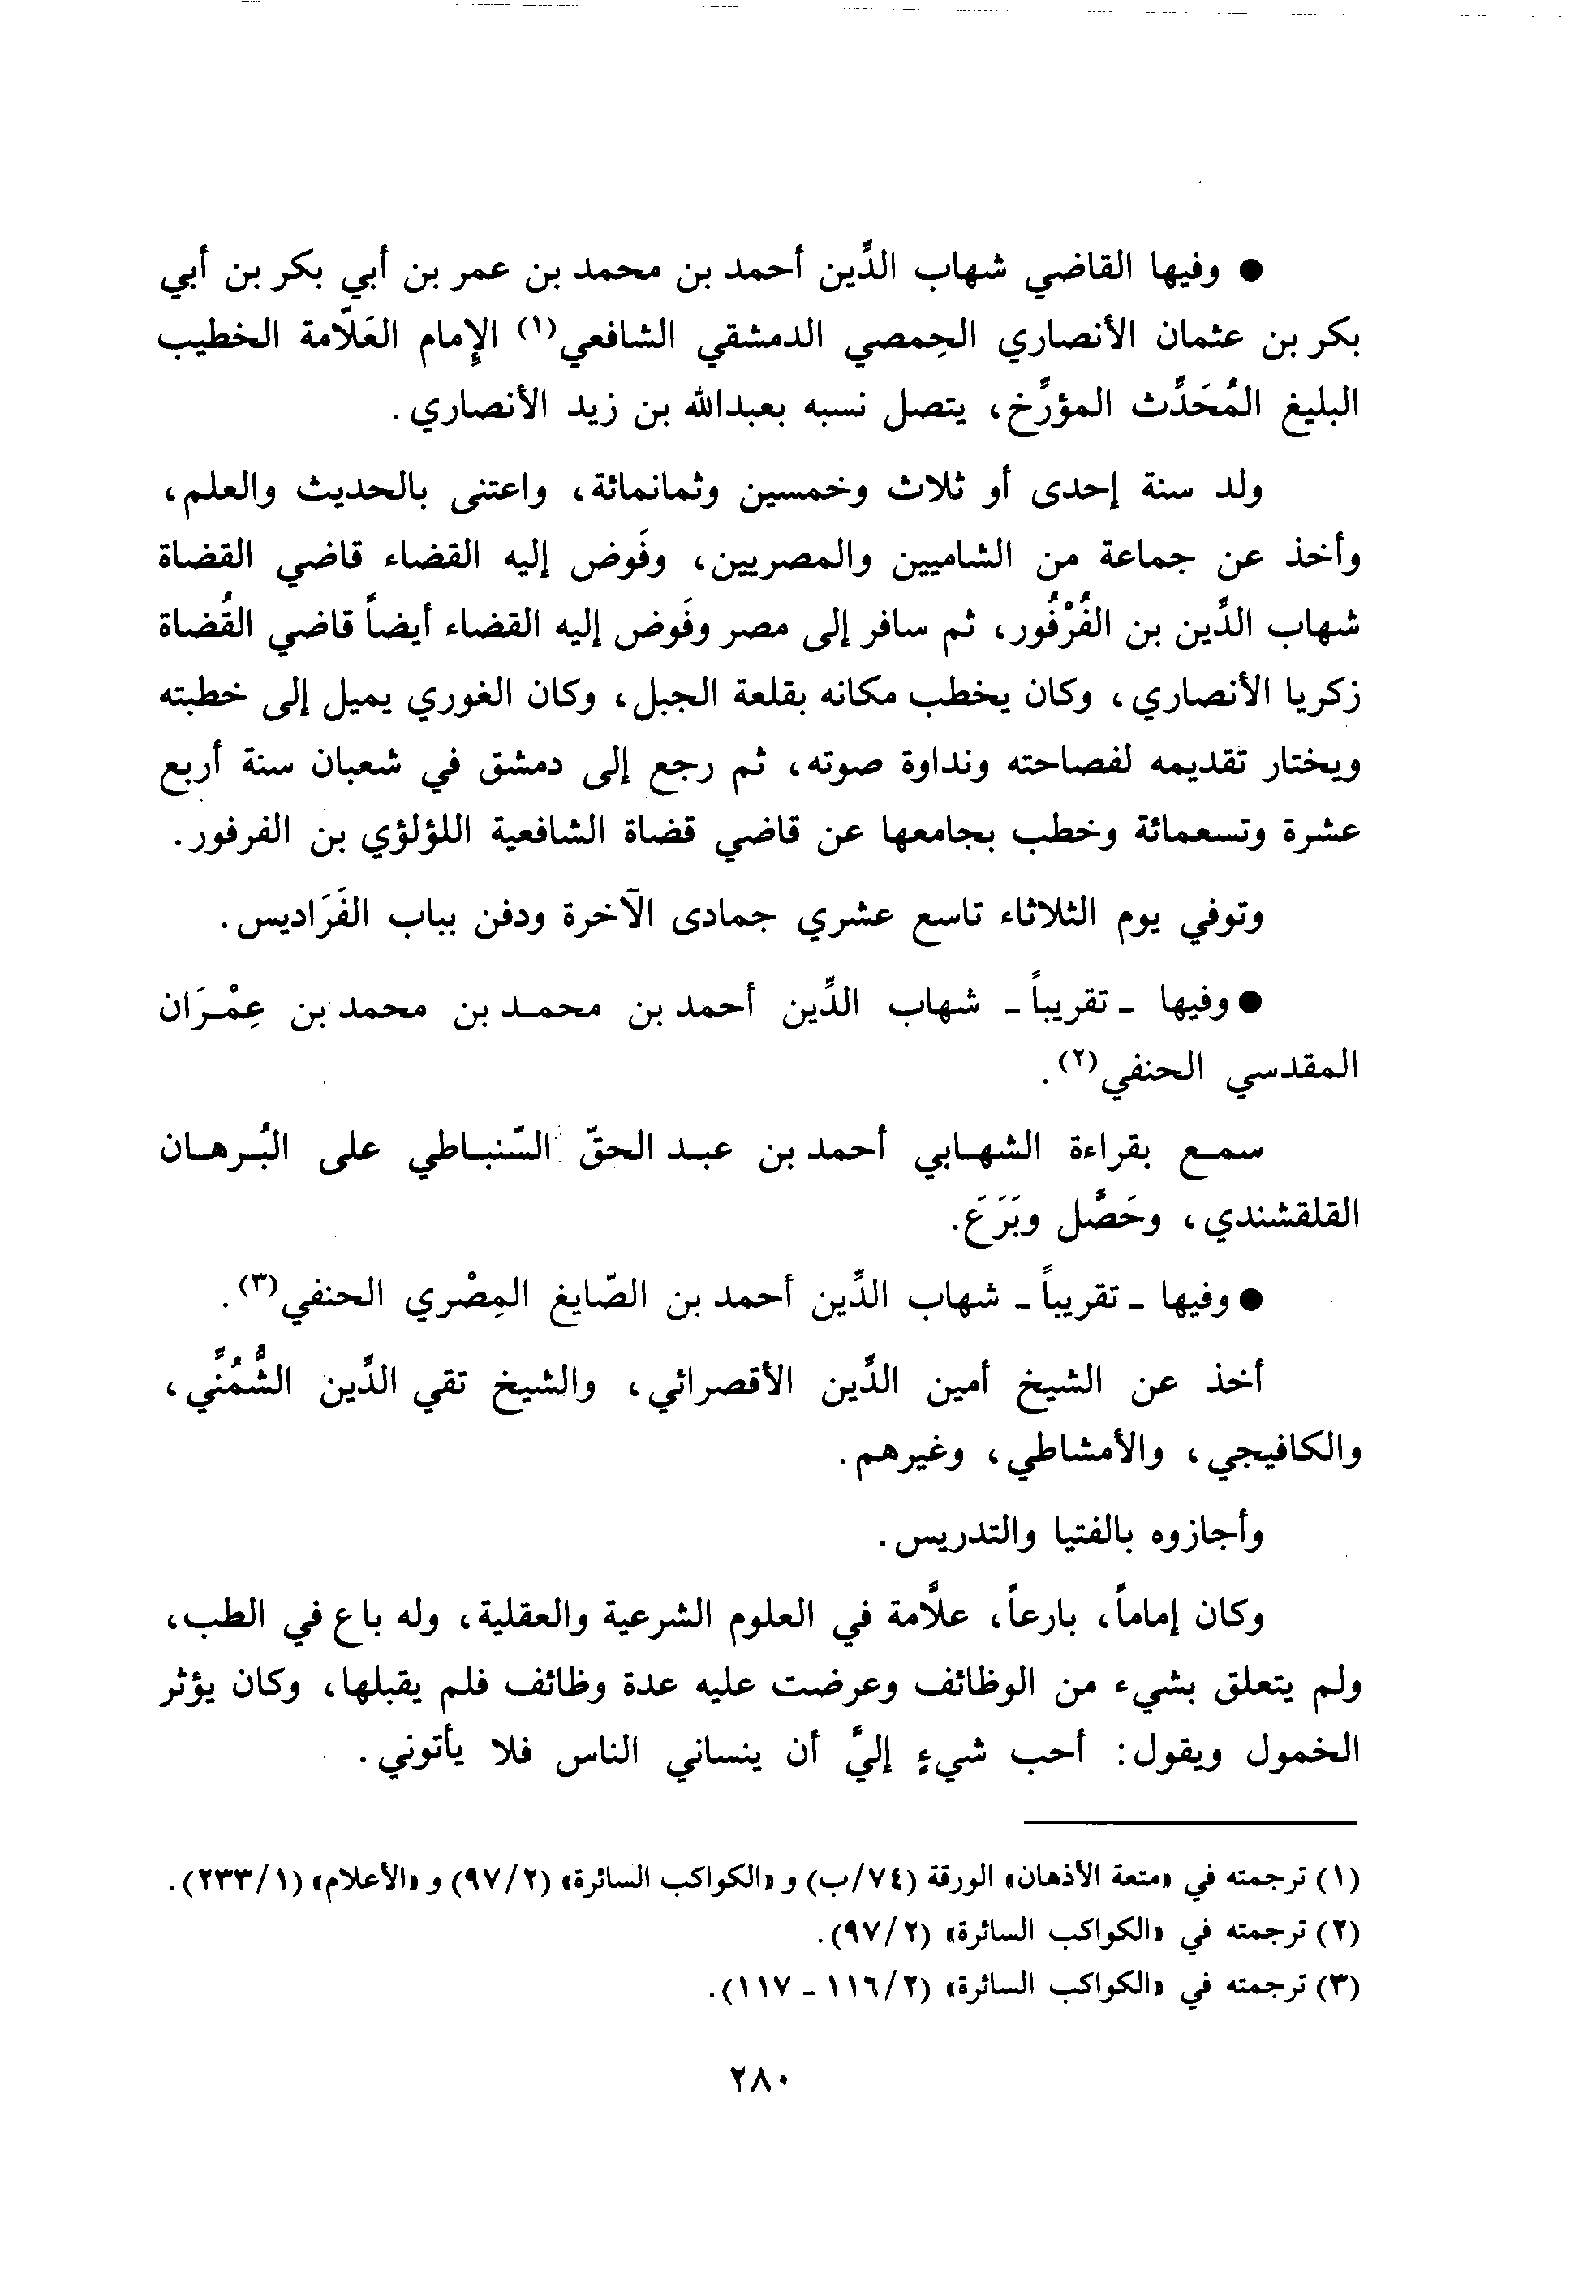 ● وفيها القاضي شهاب الدِّين أحمد بن محمد بن عمر بن أبي بكر بن أبي
بكر بن عثمان الأنصاري الحِمصي الدمشقي الشافعي(١) الإمام العَلّامة الخطيب
البليغ المُحَدِّث المؤرِّخ، يتصل نسبه بعبدالله بن زيد الأنصاري.
ولد سنة إحدى أو ثلاث وخمسين وثمانمائة، واعتنى بالحديث والعلم،
وأخذ عن جماعة من الشاميين والمصريين، وفَوض إليه القضاء قاضي القضاة
شهاب الدِّين بن الفُرْفُور، ثم سافر إلى مصر وفَوض إليه القضاء أيضاً قاضي القُضاة
زكريا الأنصاري، وكان يخطب مكانه بقلعة الجبل، وكان الغوري يميل إلى خطبته
ويختار تقديمه لفصاحته ونداوة صوته، ثم رجع إلى دمشق في شعبان سنة أربع
عشرة وتسعمائة وخطب بجامعها عن قاضي قضاة الشافعية اللؤلؤي بن الفرفور.
وتوفي يوم الثلاثاء تاسع عشري جمادى الآخرة ودفن بباب الفَرَاديس.
● وفيها - تقريباً - شهاب الدِّين أحمد بن محمد بن محمد بن عِمْرَان
المقدسي الحنفي(٢).
سمع بقراءة الشهابي أحمد بن عبد الحقّ السّنباطي على البُرهان
القلقشندي، وحَصَّل وبَرَعَ.
● وفيها - تقريباً - شهاب الدِّين أحمد بن الصّايغ المِصْري الحنفي(٣).
أخذ عن الشيخ أمين الدِّين الأقصرائي، والشيخ تقي الدِّين الشُّمُنِّي،
والكافيجي، والأمشاطي، وغيرهم.
وأجازوه بالفتيا والتدريس.
وكان إماماً، بارعاً، علَّامة في العلوم الشرعية والعقلية، وله باع في الطب،
ولم يتعلق بشيء من الوظائف وعرضت عليه عدة وظائف فلم يقبلها، وكان يؤثر
الخمول ويقول: أحب شيءٍ إليَّ أن ينساني الناس فلا يأتوني.
(١) ترجمته في «متعة الأذهان» الورقة (٧٤/ب) و «الكواكب السائرة» (٩٧/٢) و «الأعلام» (٢٣٣/١).
(٢) ترجمته في «الكواكب السائرة» (٩٧/٢).
(٣) ترجمته في «الكواكب السائرة» (١١٦/٢ - ١١٧).
٢٨٠